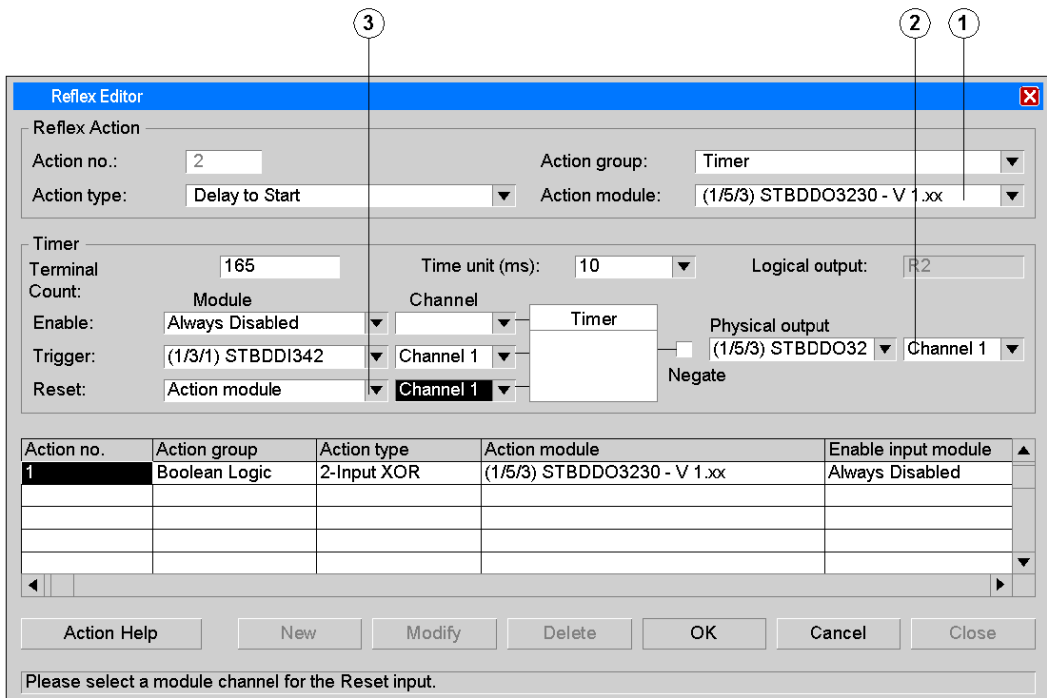 3 2 1
Reflex Editor
Reflex Action
Action no.: 2 Action group: Timer
Action type: Delay to Start Action module: (1/5/3) STBDDO3230 - V 1.xx
Timer
Terminal Count: 165 Time unit (ms): 10 Logical output: R2
Module Channel
Enable: Always Disabled Timer
Physical output
Trigger: (1/3/1) STBDDI342 Channel 1 (1/5/3) STBDDO32 Channel 1
Negate
Reset: Action module Channel 1
Action no. Action group Action type Action module Enable input module
1 Boolean Logic 2-Input XOR (1/5/3) STBDDO3230 - V 1.xx Always Disabled
Action Help New Modify Delete OK Cancel Close
Please select a module channel for the Reset input.